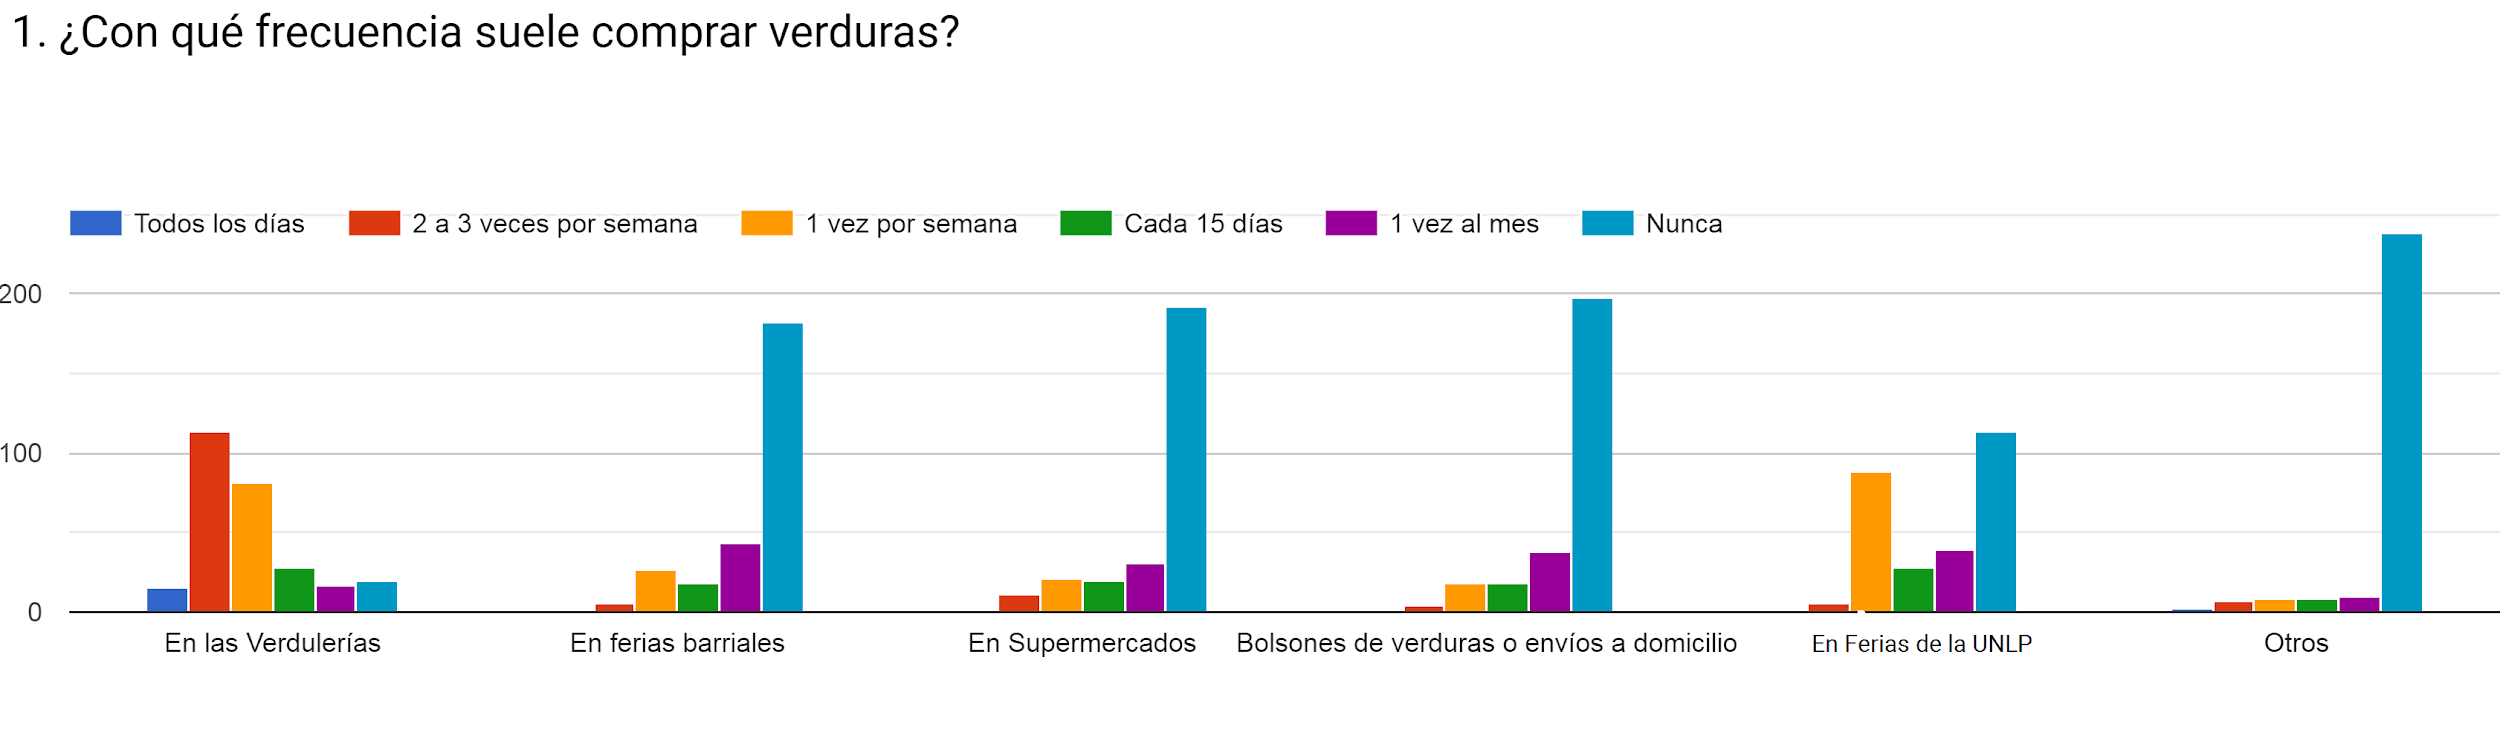 1. ¿Con qué frecuencia suele comprar verduras?
Todos los días 2 a 3 veces por semana 1 vez por semana Cada 15 días 1 vez al mes Nunca
200
100
0
En las Verdulerías En ferias barriales En Supermercados Bolsones de verduras o envíos a domicilio En Ferias de la UNLP Otros